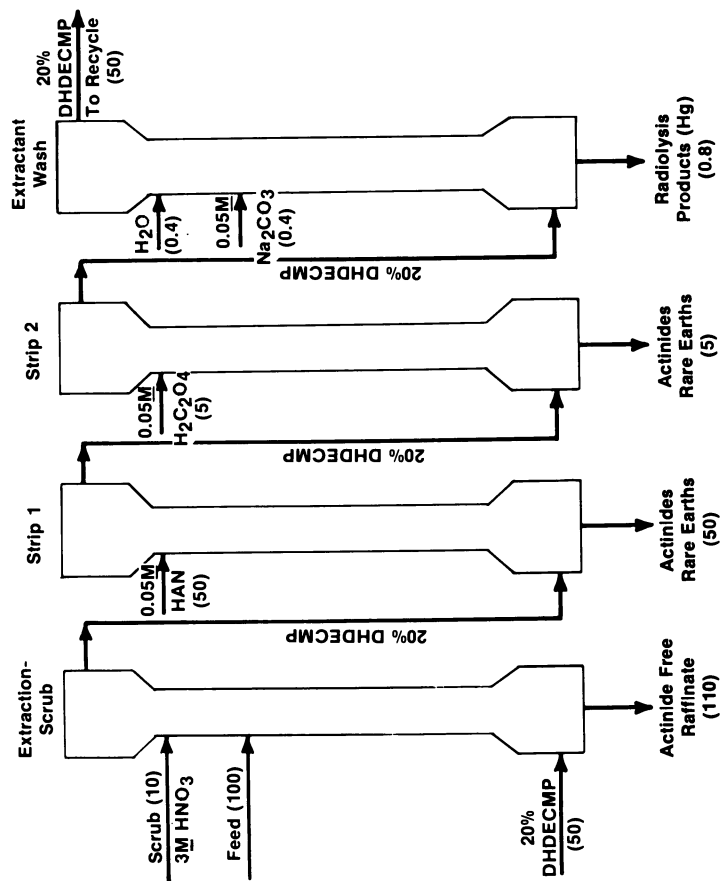 Extraction-
Scrub
Scrub (10)
3M HNO3
Feed (100)
20%
DHDECMP
(50)
Actinide Free
Raffinate
(110)
20% DHDECMP
Strip 1
0.05M
HAN
(50)
Actinides
Rare Earths
(50)
20% DHDECMP
Strip 2
0.05M
H2C2O4
(5)
Actinides
Rare Earths
(5)
20% DHDECMP
Extractant
Wash
H2O
(0.4)
0.05M
Na2CO3
(0.4)
20%
DHDECMP
To Recycle
(50)
Radiolysis
Products (Hg)
(0.8)